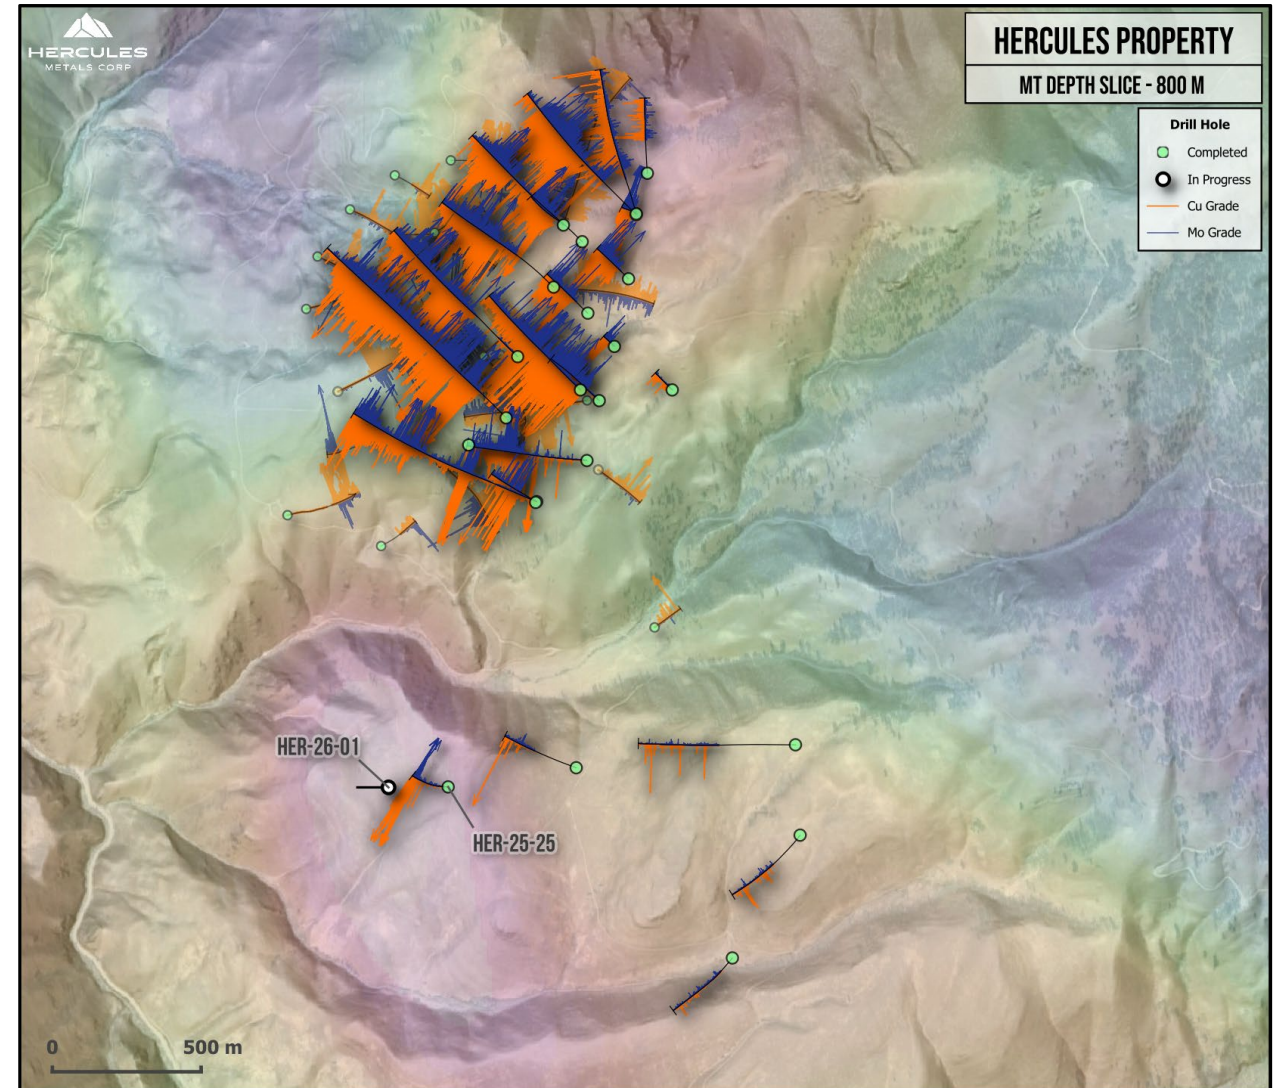 HERCULES
METALS CORP
HERCULES PROPERTY
MT DEPTH SLICE - 800 M
Drill Hole
Completed
In Progress
Cu Grade
Mo Grade
HER-26-01
HER-25-25
0 500 m